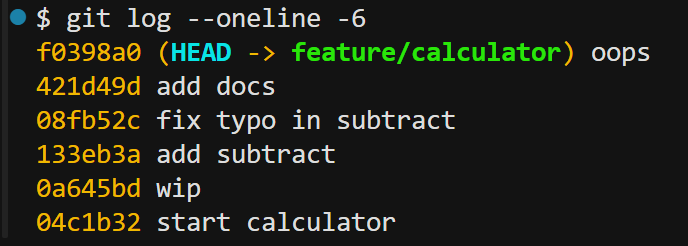 $ git log --oneline -6
f0398a0 (HEAD -> feature/calculator) oops
421d49d add docs
08fb52c fix typo in subtract
133eb3a add subtract
0a645bd wip
04c1b32 start calculator